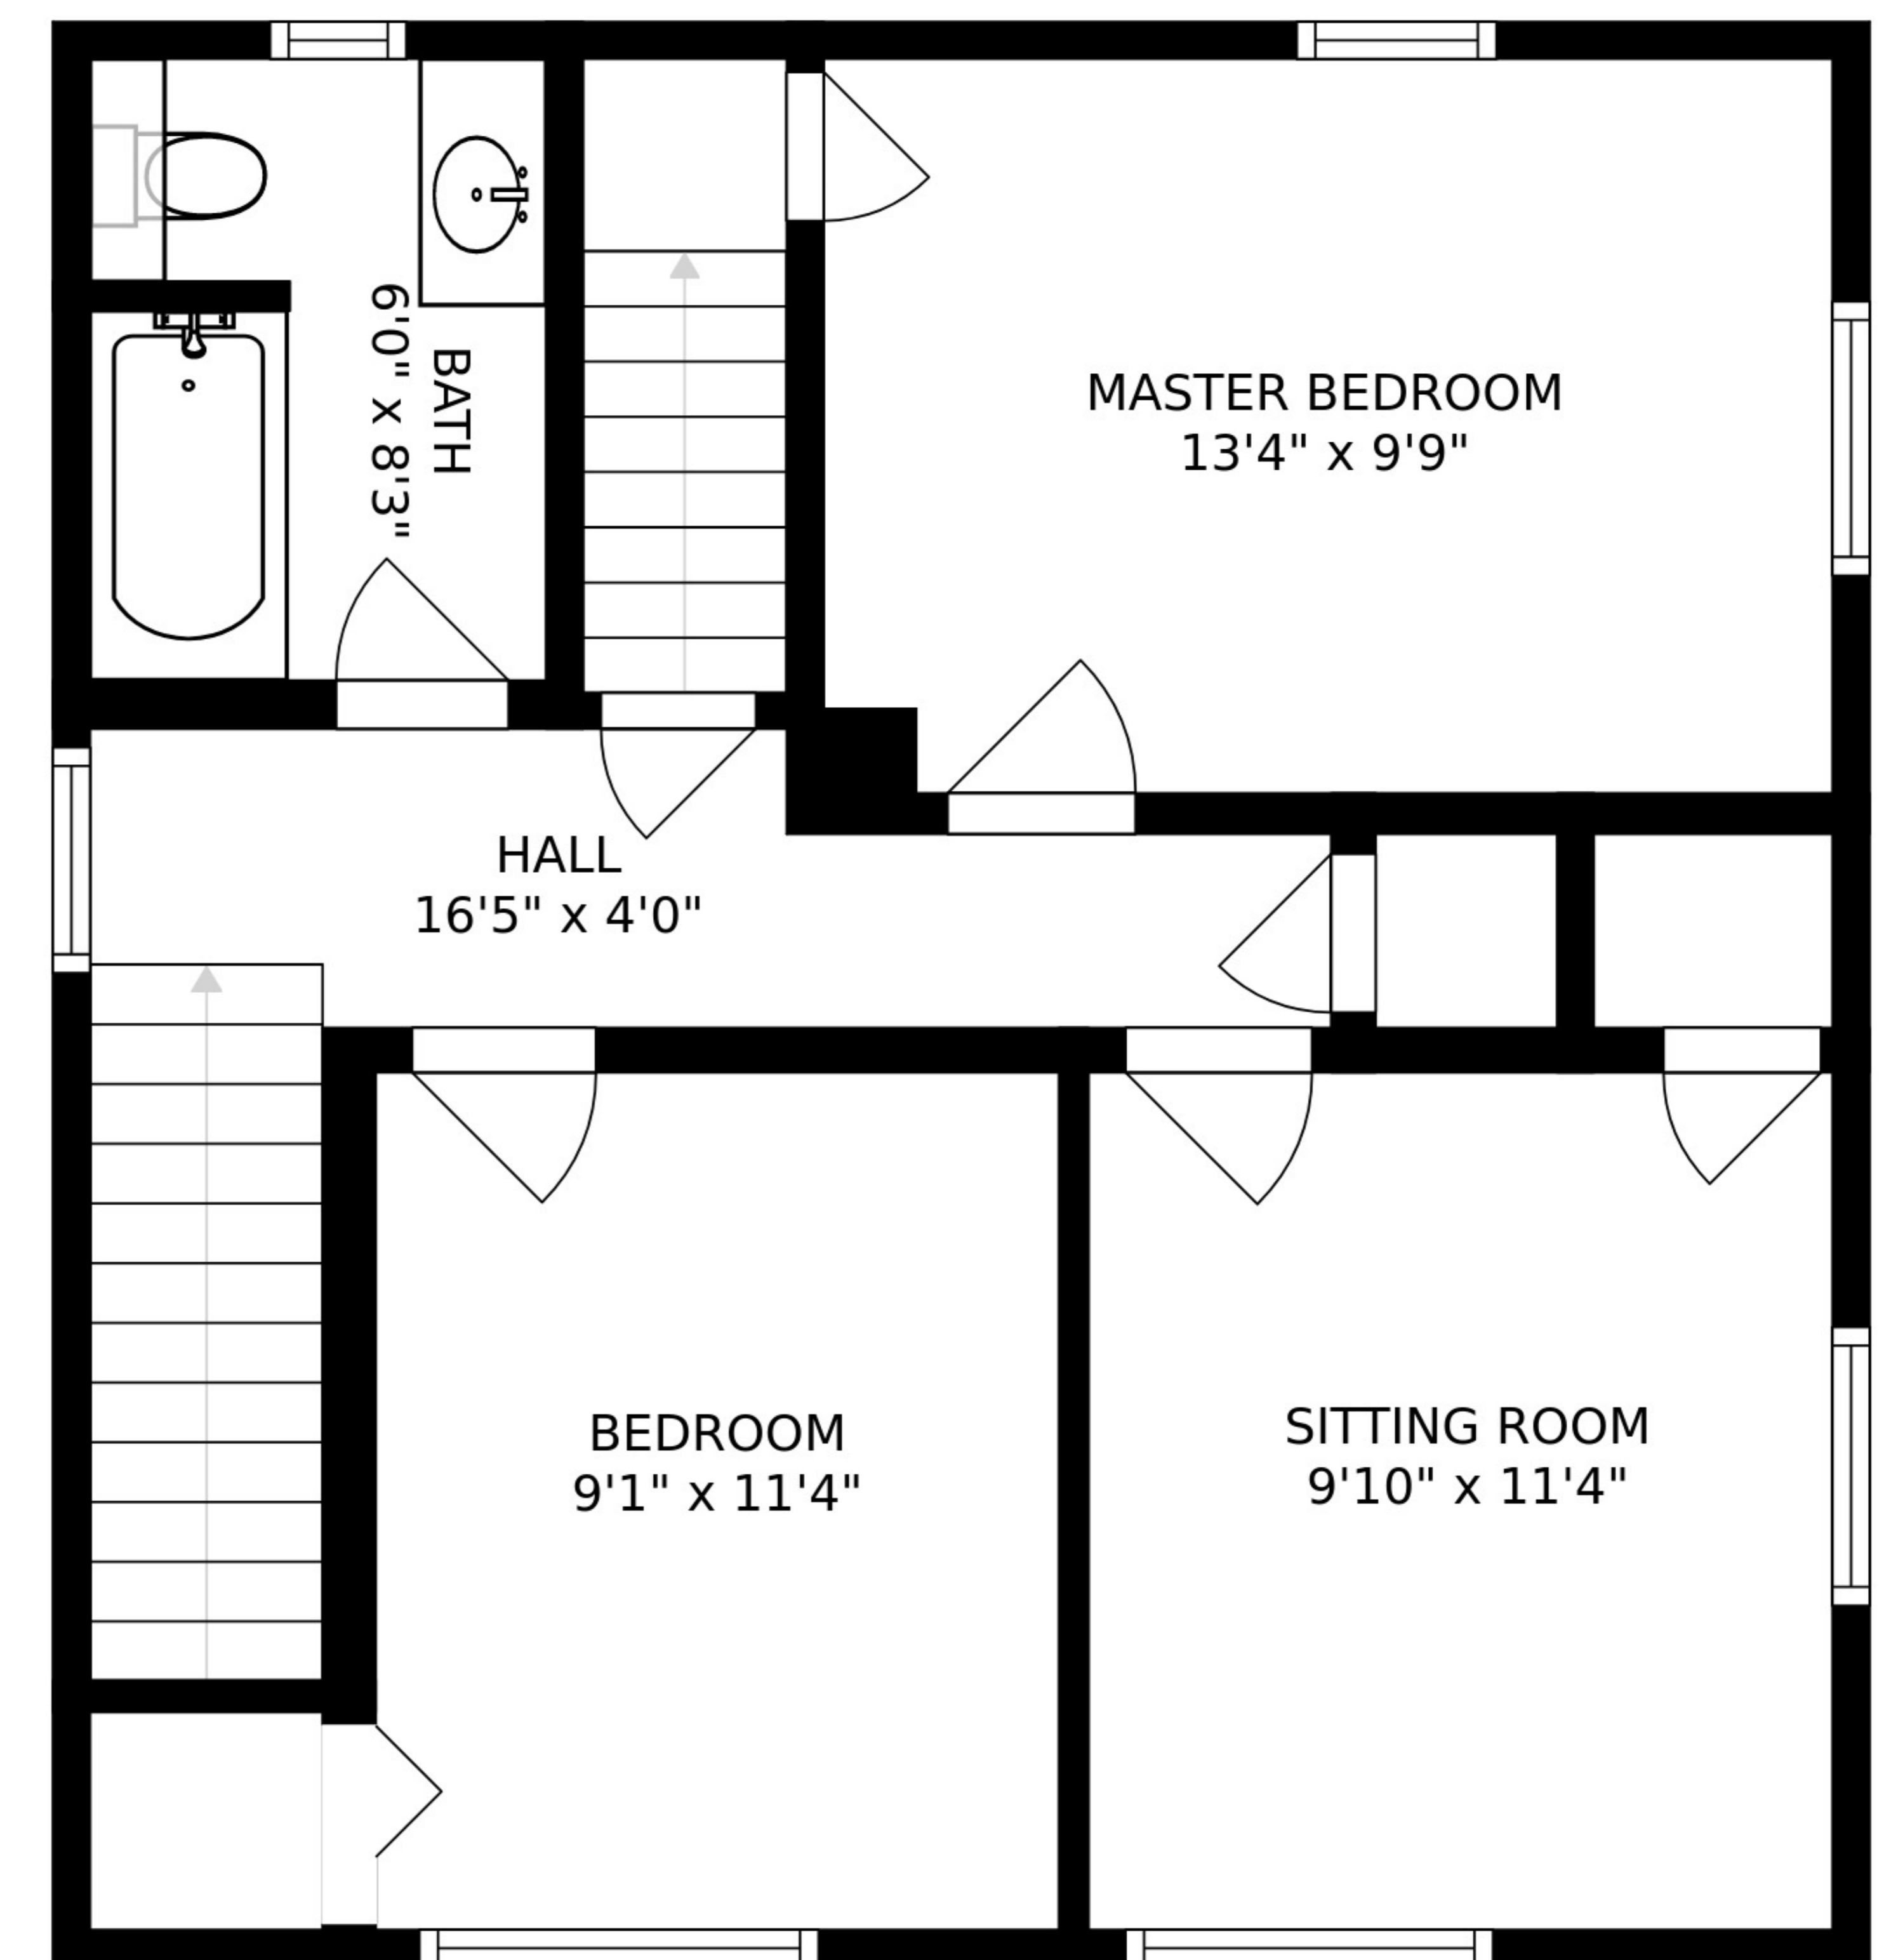 BATH
6'0" x 8'3"
MASTER BEDROOM
13'4" x 9'9"
HALL
16'5" x 4'0"
BEDROOM
9'1" x 11'4"
SITTING ROOM
9'10" x 11'4"